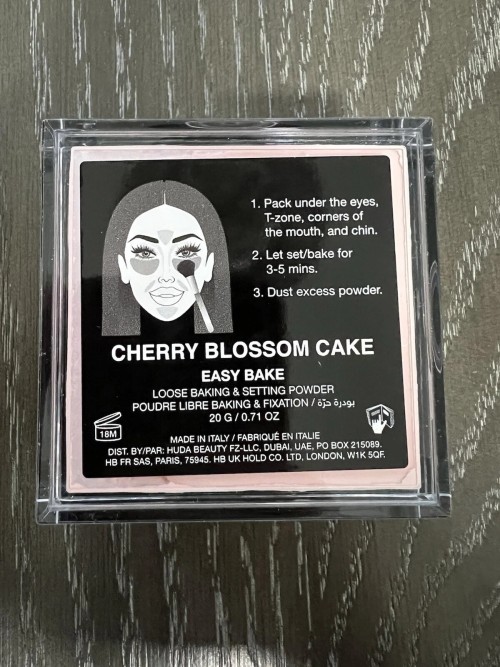 1. Pack under the eyes,
T-zone, corners of
the mouth, and chin.
2. Let set/bake for
3-5 mins.
3. Dust excess powder.
CHERRY BLOSSOM CAKE
EASY BAKE
LOOSE BAKING & SETTING POWDER
POUDRE LIBRE BAKING & FIXATION / بودرة حرّة
20 G / 0.71 OZ
18M
MADE IN ITALY / FABRIQUÉ EN ITALIE
DIST. BY/PAR: HUDA BEAUTY FZ-LLC, DUBAI, UAE, PO BOX 215089.
HB FR SAS, PARIS, 75945. HB UK HOLD CO. LTD. LONDON, W1K 5QF.